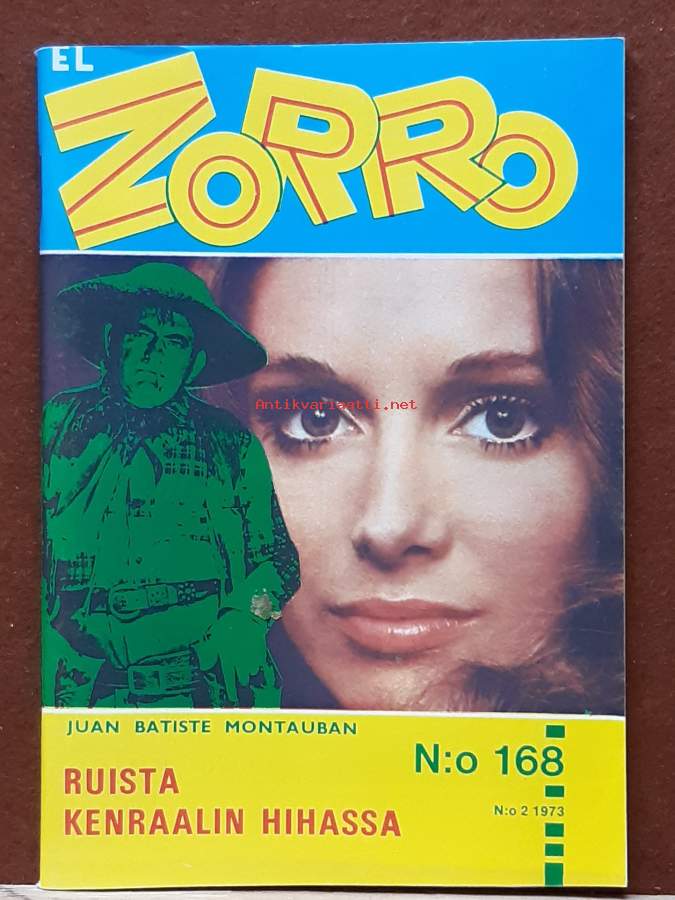 EL
ZORRO
Antikvariaatti.net
JUAN BATISTE MONTAUBAN
N:o 168
RUISTA
KENRAALIN HIHASSA
N:o 2 1973